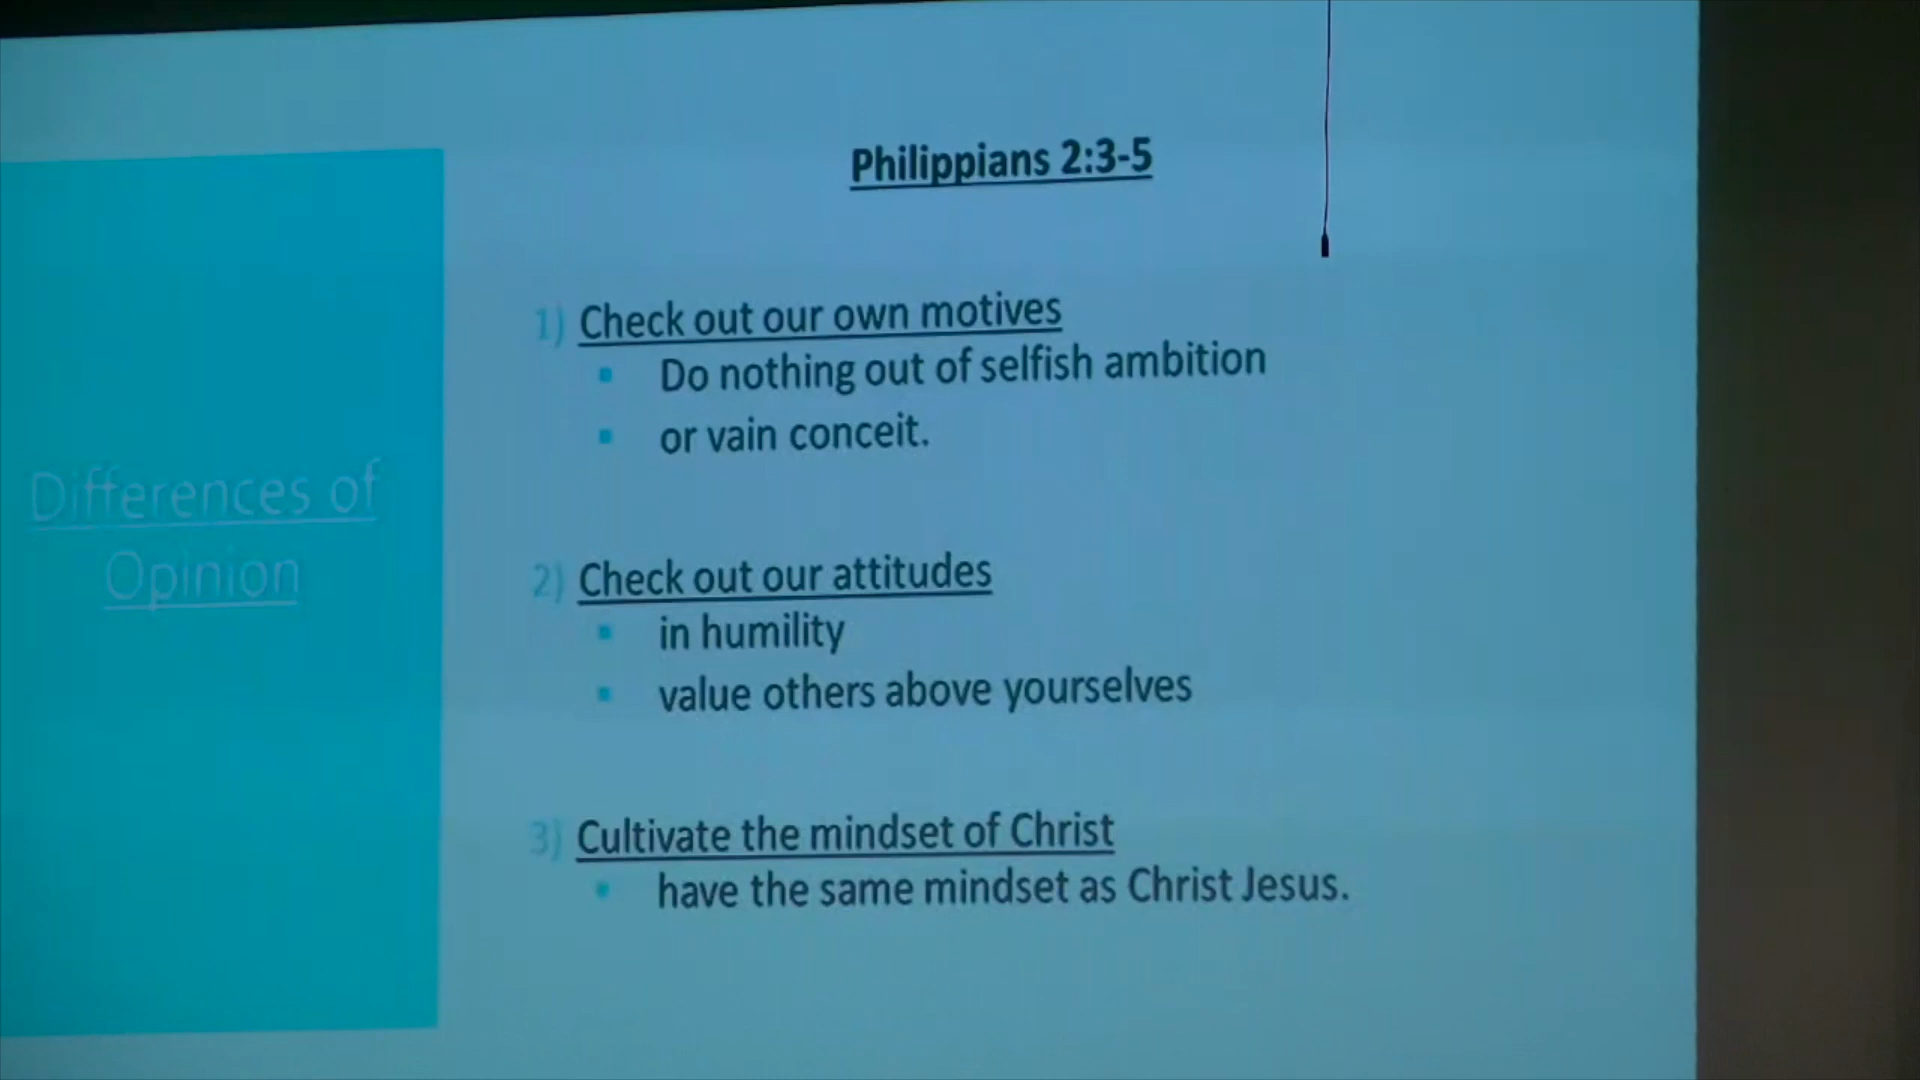 Differences of
Opinion
Philippians 2:3-5
1) Check out our own motives
▪ Do nothing out of selfish ambition
▪ or vain conceit.
2) Check out our attitudes
▪ in humility
▪ value others above yourselves
3) Cultivate the mindset of Christ
▪ have the same mindset as Christ Jesus.